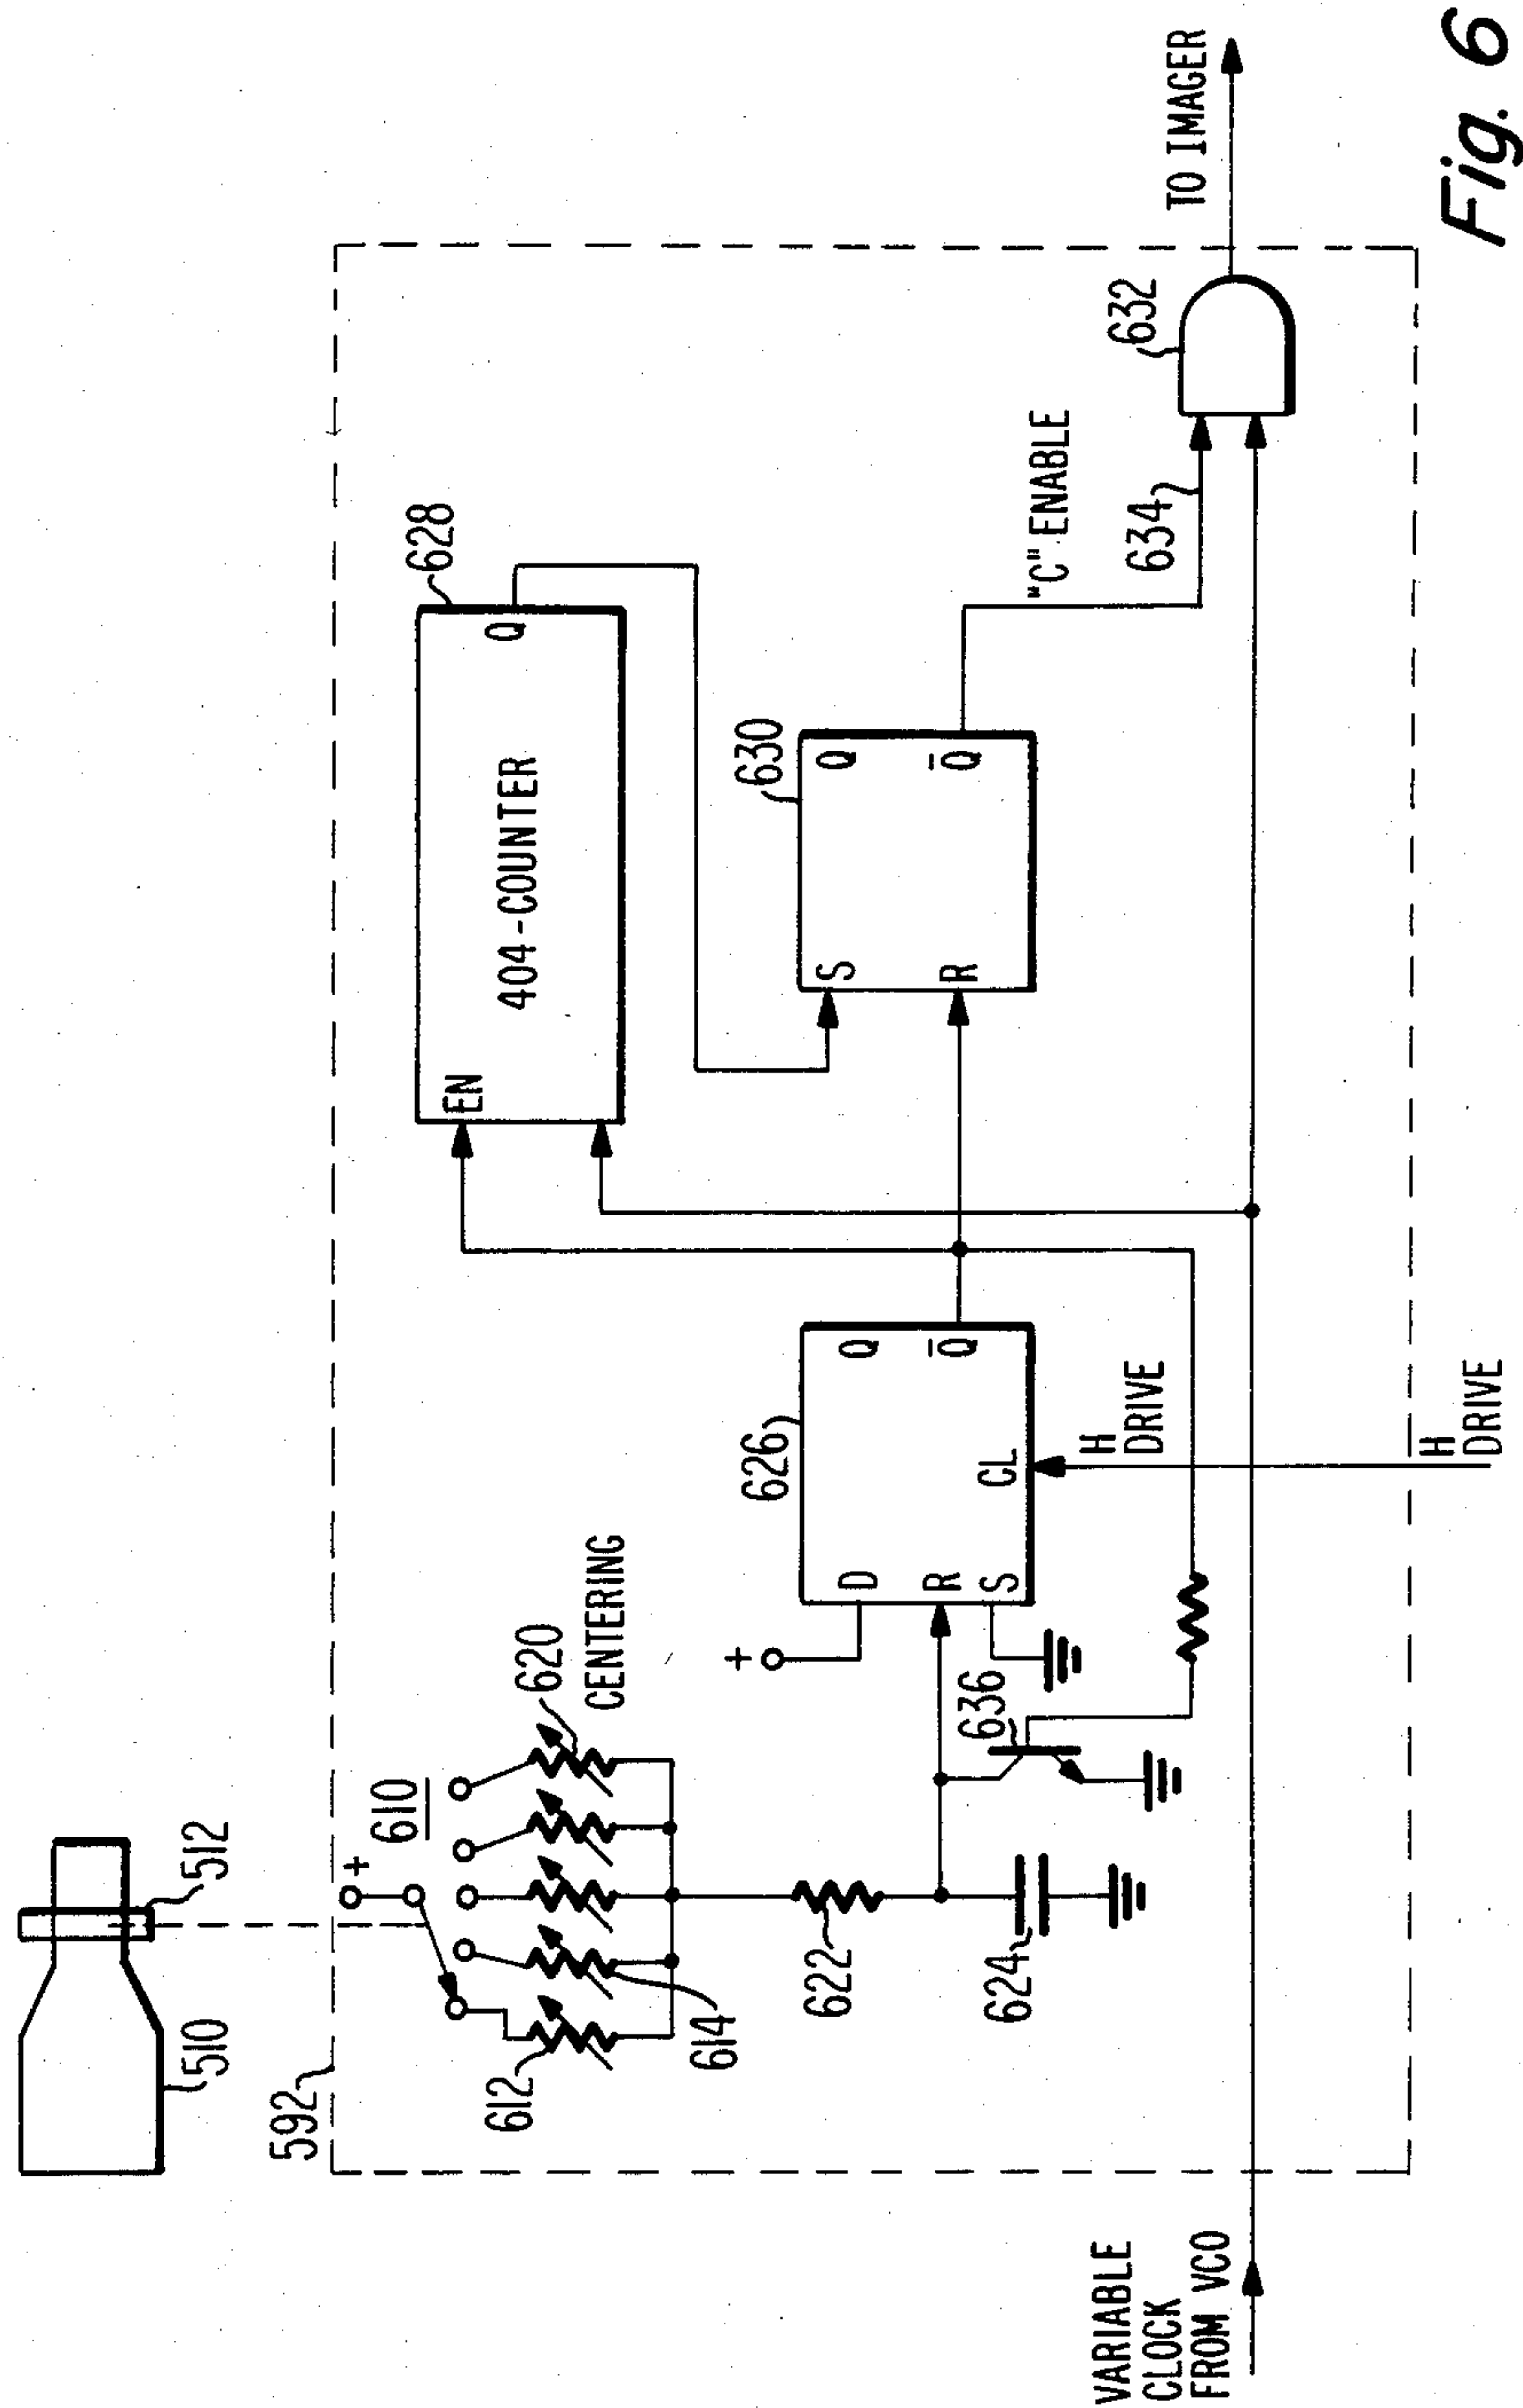 510
512
592
+
610
612
614
620
CENTERING
622
624
636
+
626
D
Q
R
Q̄
S
CL
H
DRIVE
H
DRIVE
628
EN
Q
404-COUNTER
630
S
Q
R
Q̄
"C" ENABLE
634
632
TO IMAGER
VARIABLE
CLOCK
FROM VCO
Fig. 6